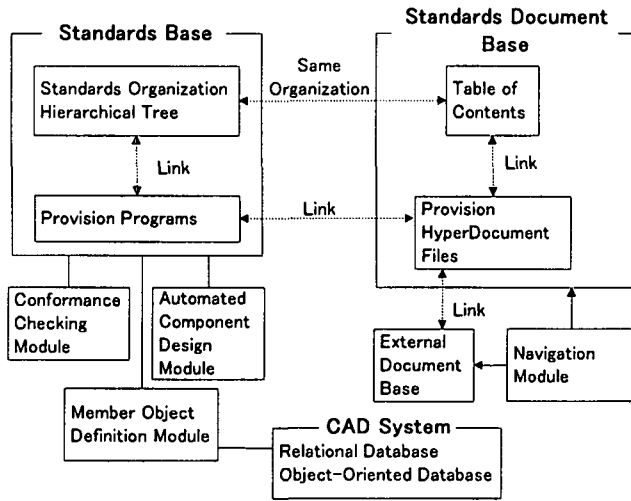 Standards Base
Standards Document
Base
Standards Organization
Hierarchical Tree
Same
Organization
Table of
Contents
Link
Link
Provision Programs
Link
Provision
HyperDocument
Files
Conformance
Checking
Module
Automated
Component
Design
Module
Link
External
Document
Base
Navigation
Module
Member Object
Definition Module
CAD System
Relational Database
Object-Oriented Database